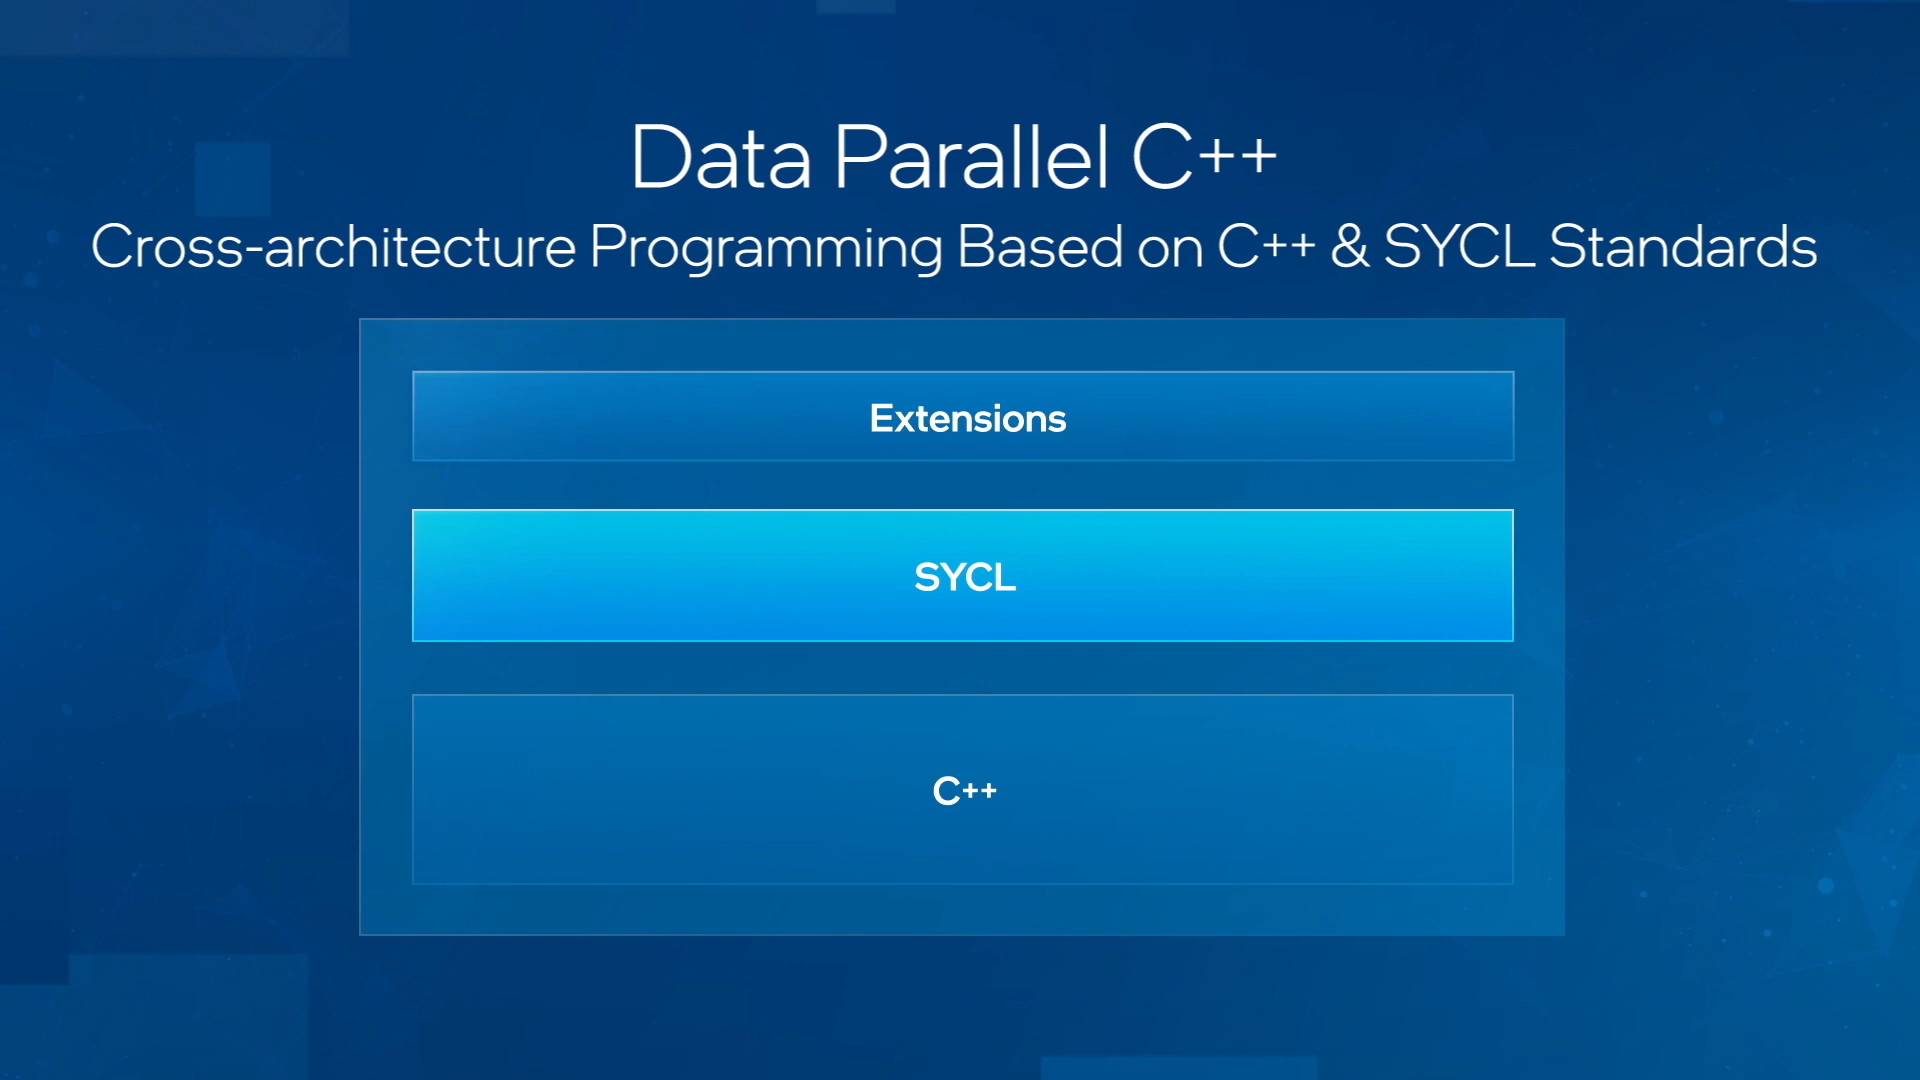 Data Parallel C++
Cross-architecture Programming Based on C++ & SYCL Standards
Extensions
SYCL
C++